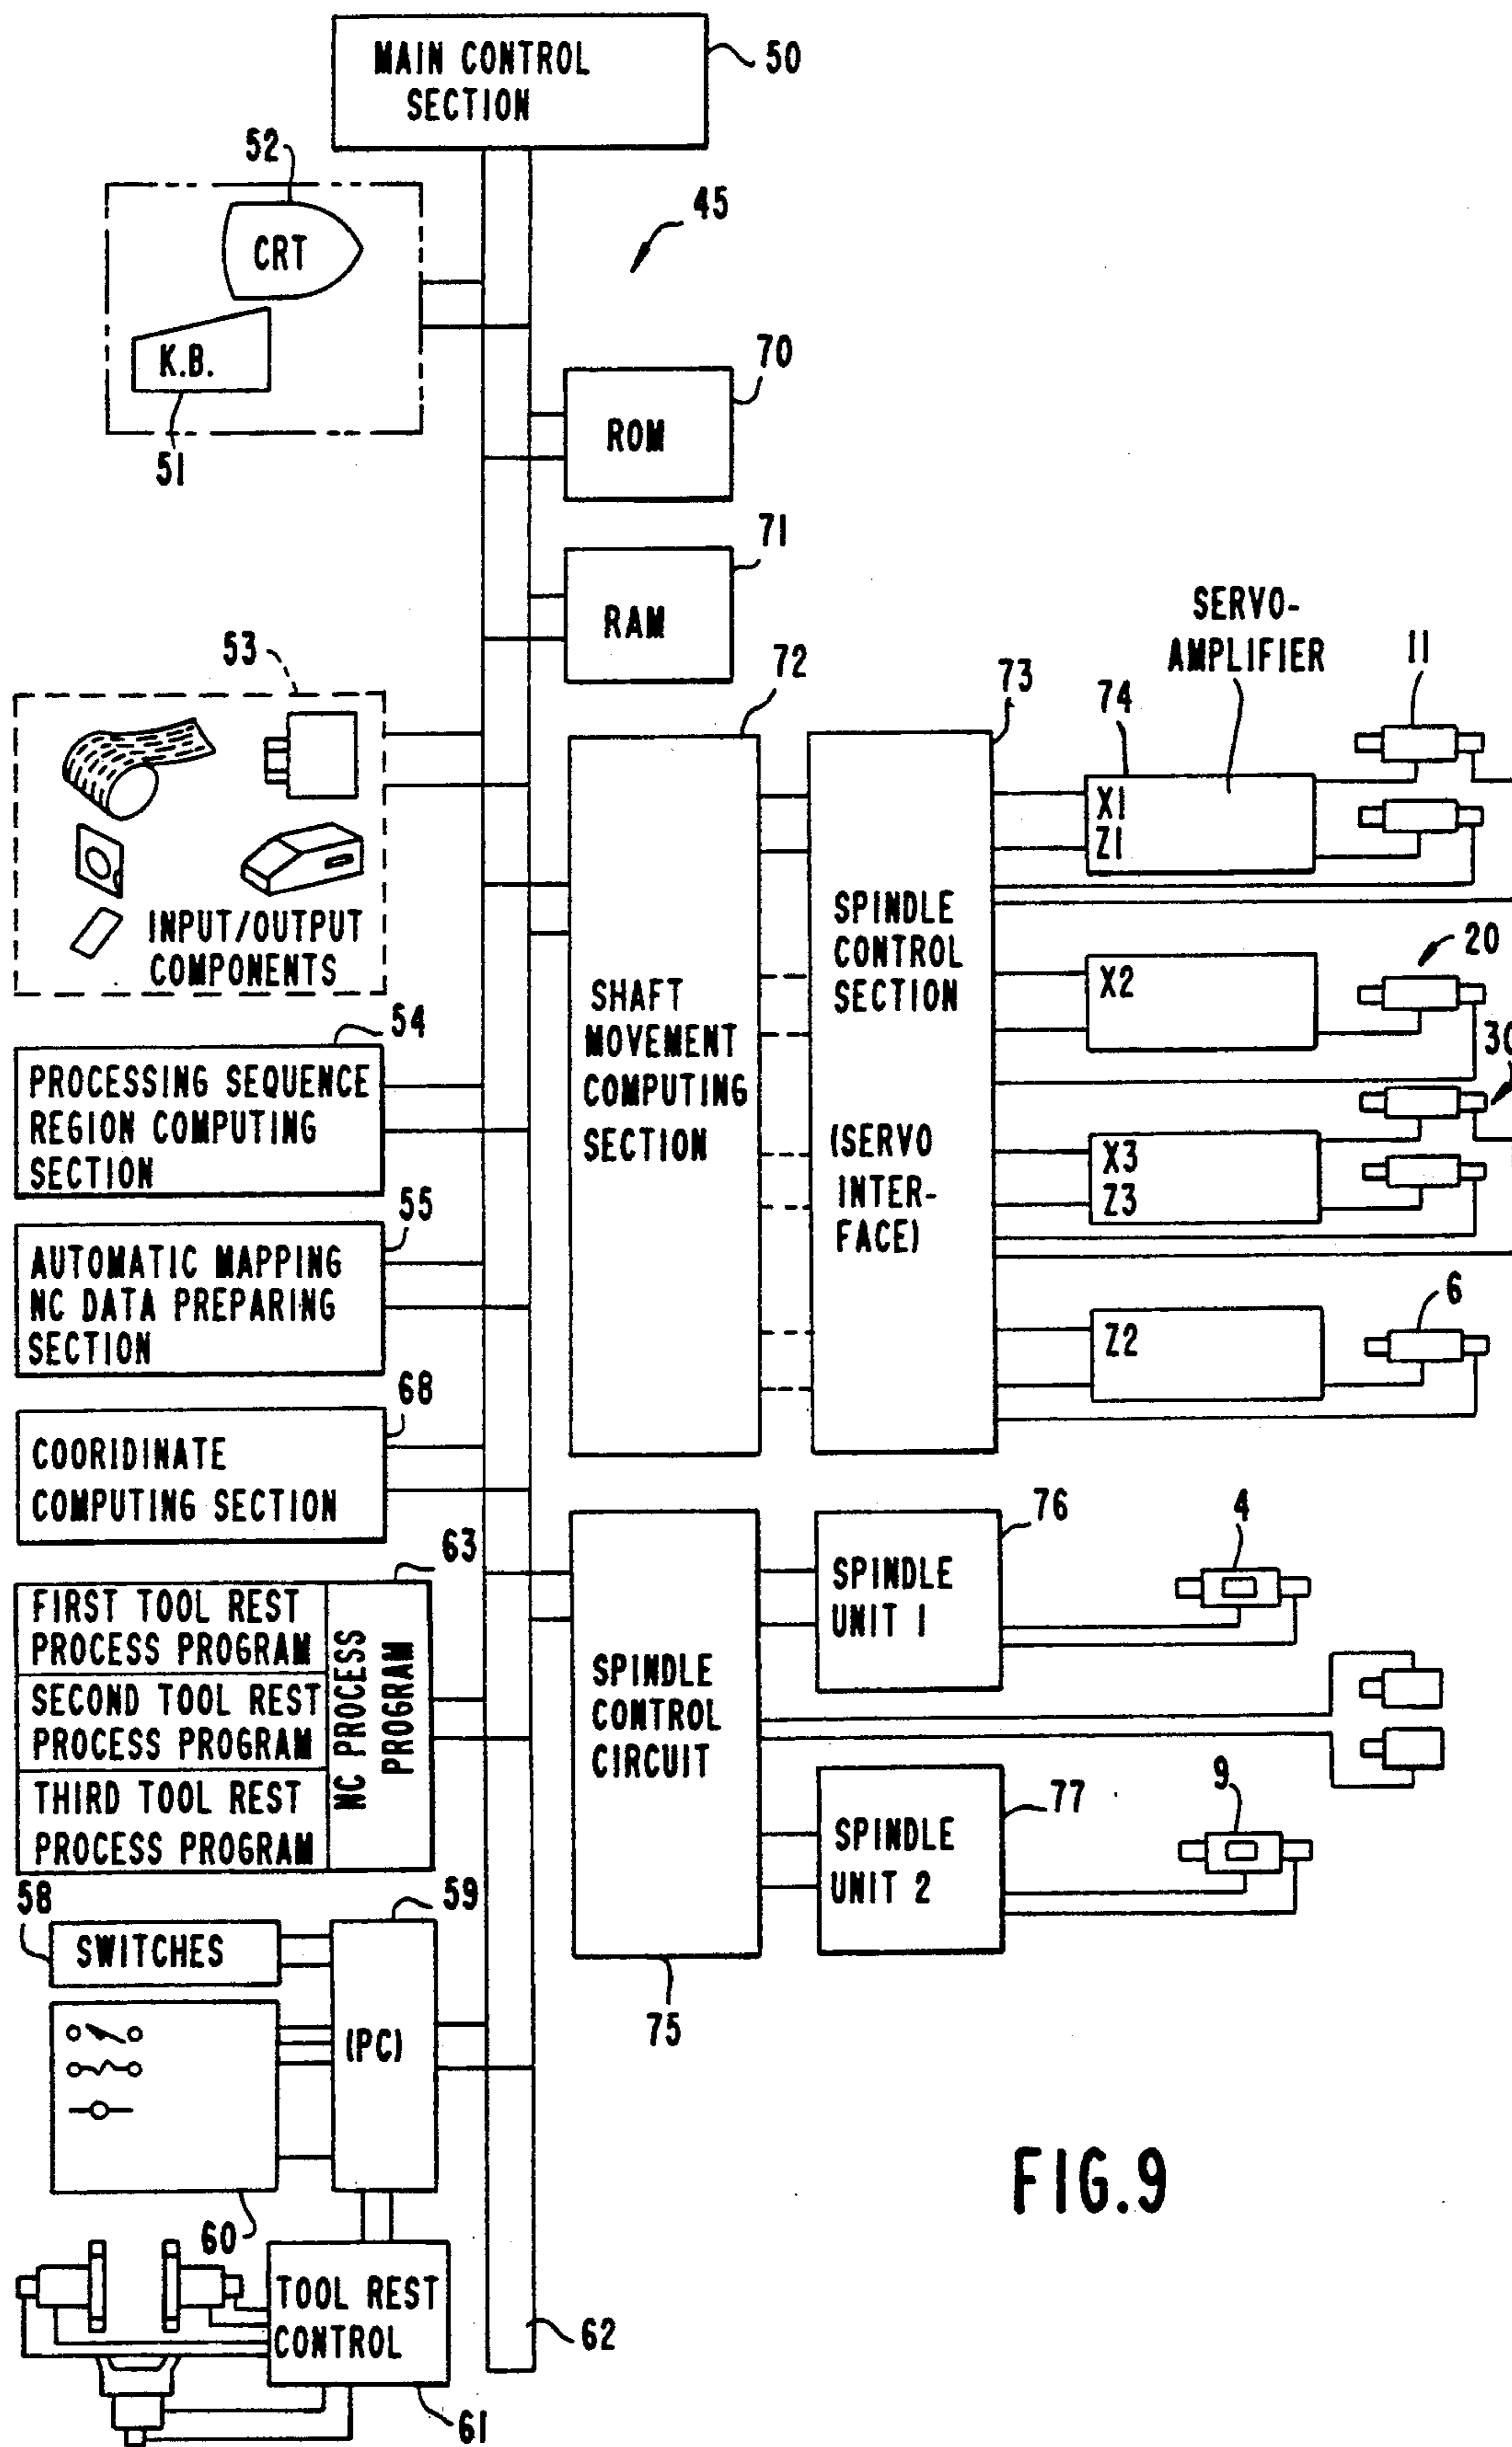 MAIN CONTROL
SECTION
50
52
CRT
45
K.B.
51
70
ROM
71
RAM
53
INPUT/OUTPUT
COMPONENTS
72
73
SERVO-
AMPLIFIER
74
11
X1
Z1
SHAFT
MOVEMENT
COMPUTING
SECTION
SPINDLE
CONTROL
SECTION
(SERVO
INTER-
FACE)
X2
20
30
X3
Z3
Z2
6
54
PROCESSING SEQUENCE
REGION COMPUTING
SECTION
55
AUTOMATIC MAPPING
NC DATA PREPARING
SECTION
68
COORIDINATE
COMPUTING SECTION
63
FIRST TOOL REST
PROCESS PROGRAM
SECOND TOOL REST
PROCESS PROGRAM
THIRD TOOL REST
PROCESS PROGRAM
NC PROCESS
PROGRAM
SPINDLE
CONTROL
CIRCUIT
75
76
SPINDLE
UNIT 1
4
77
SPINDLE
UNIT 2
9
58
SWITCHES
59
(PC)
60
TOOL REST
CONTROL
61
62
FIG.9